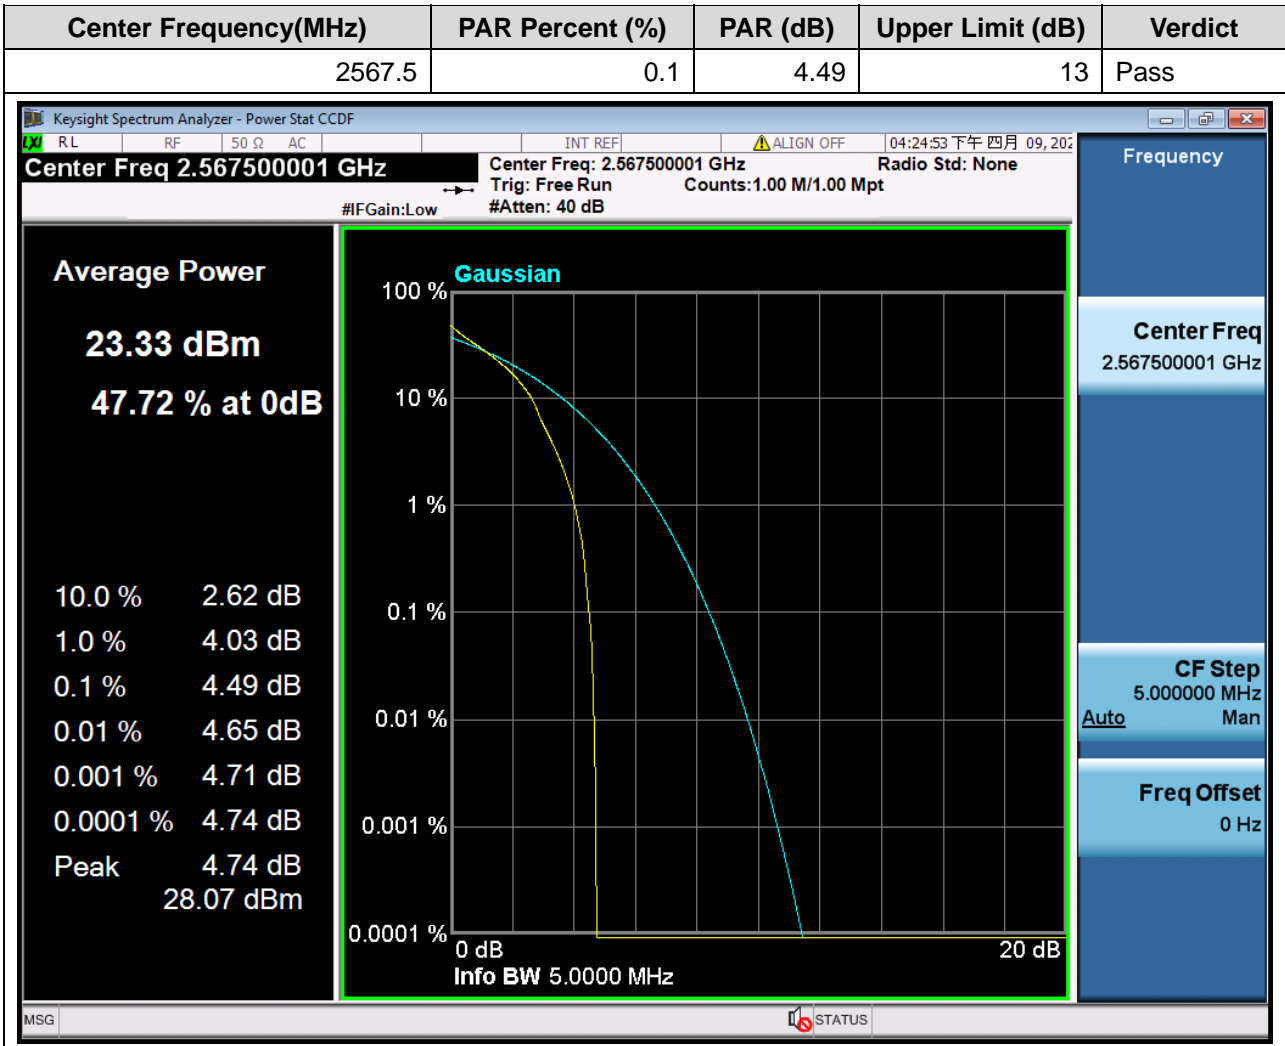 Center Frequency(MHz) PAR Percent (%) PAR (dB) Upper Limit (dB) Verdict
2567.5 0.1 4.49 13 Pass
Keysight Spectrum Analyzer - Power Stat CCDF
LXI RL RF 50 Ω AC INT REF ALIGN OFF 04:24:53 下午 四月 09, 202
Center Freq 2.567500001 GHz
Center Freq: 2.567500001 GHz Radio Std: None
Trig: Free Run Counts:1.00 M/1.00 Mpt
#IFGain:Low #Atten: 40 dB
Average Power
23.33 dBm
47.72 % at 0dB
10.0 % 2.62 dB
1.0 % 4.03 dB
0.1 % 4.49 dB
0.01 % 4.65 dB
0.001 % 4.71 dB
0.0001 % 4.74 dB
Peak 4.74 dB
28.07 dBm
Gaussian
100 %
10 %
1 %
0.1 %
0.01 %
0.001 %
0.0001 %
0 dB 20 dB
Info BW 5.0000 MHz
Frequency
Center Freq
2.567500001 GHz
CF Step
5.000000 MHz
Auto Man
Freq Offset
0 Hz
MSG STATUS